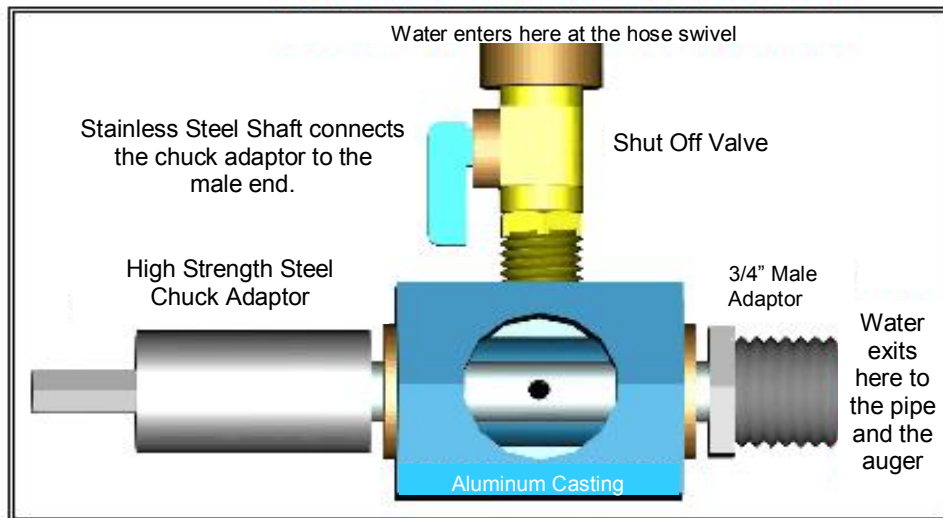 Water enters here at the hose swivel
Stainless Steel Shaft connects
the chuck adaptor to the
male end.
Shut Off Valve
High Strength Steel
Chuck Adaptor
3/4” Male
Adaptor
Water
exits
here to
the pipe
and the
auger
Aluminum Casting